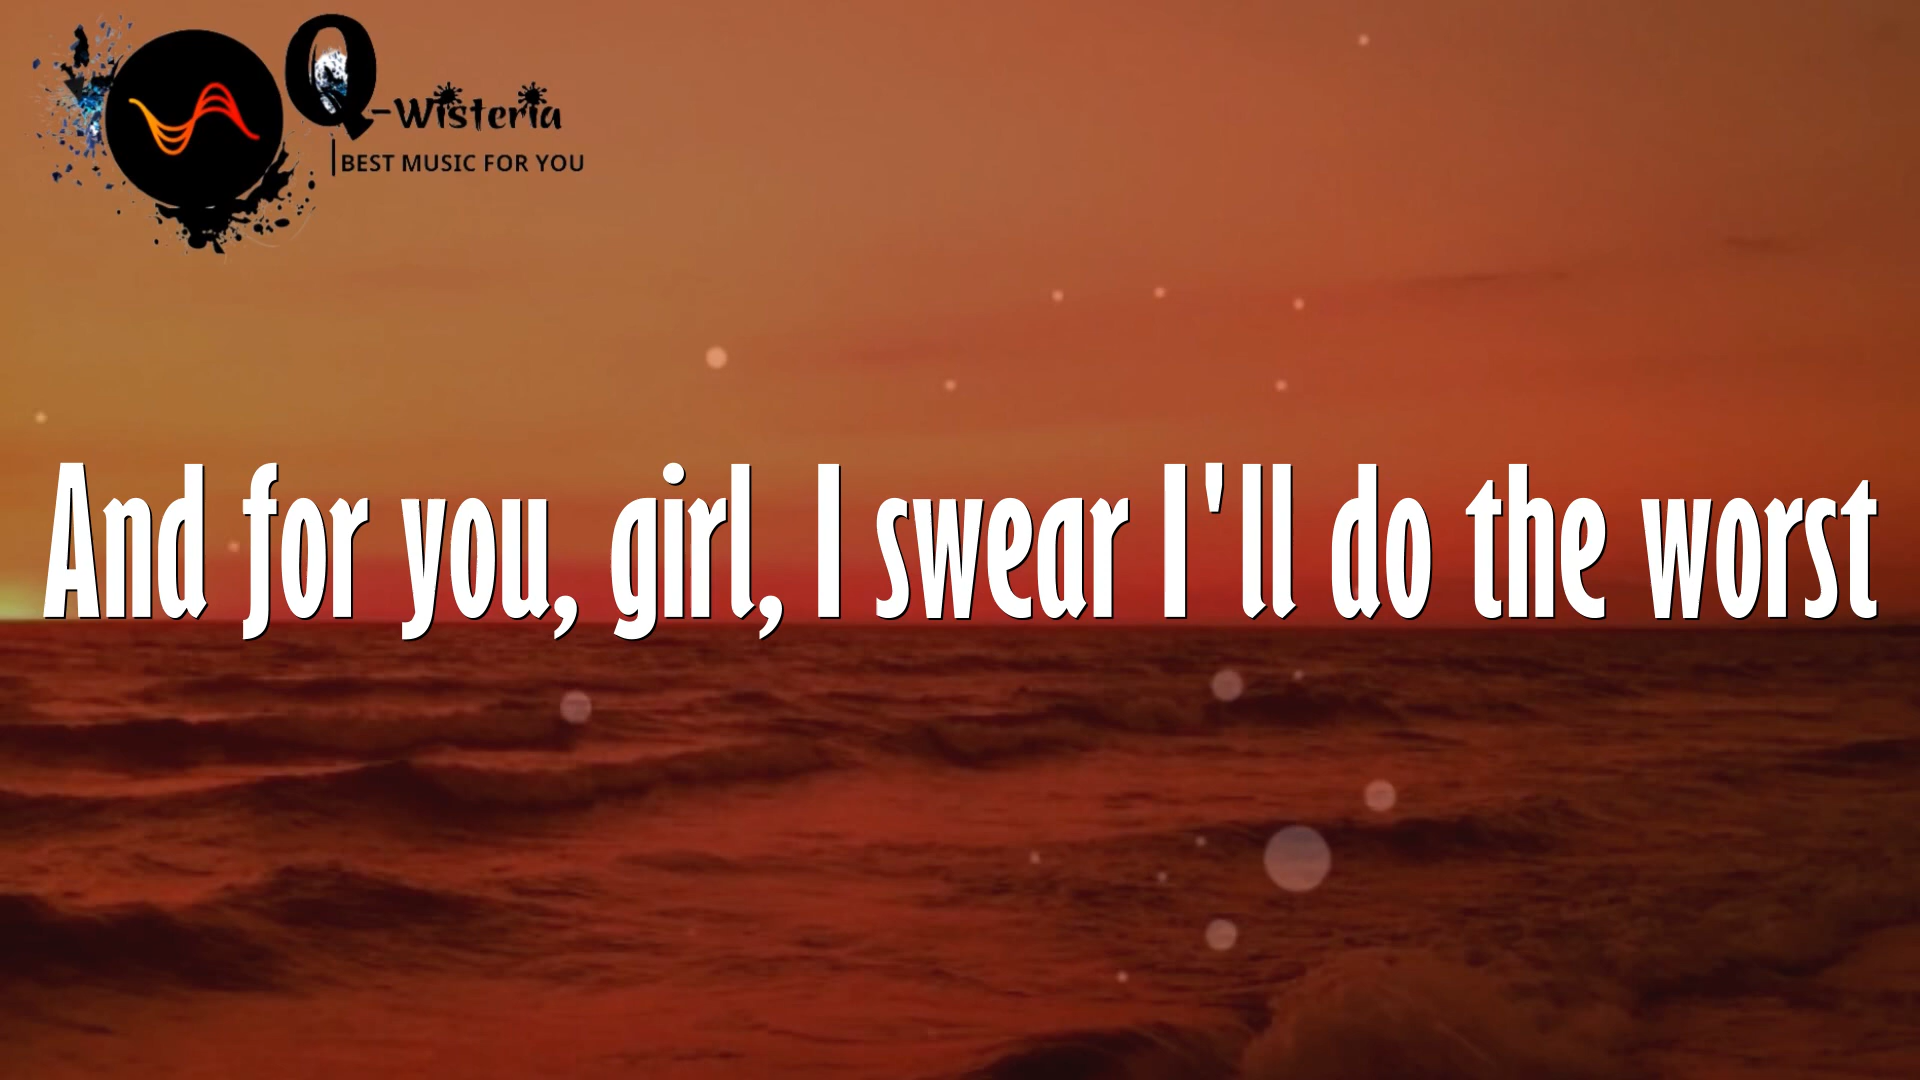 Q-Wisteria
BEST MUSIC FOR YOU
And for you, girl, I swear I'll do the worst